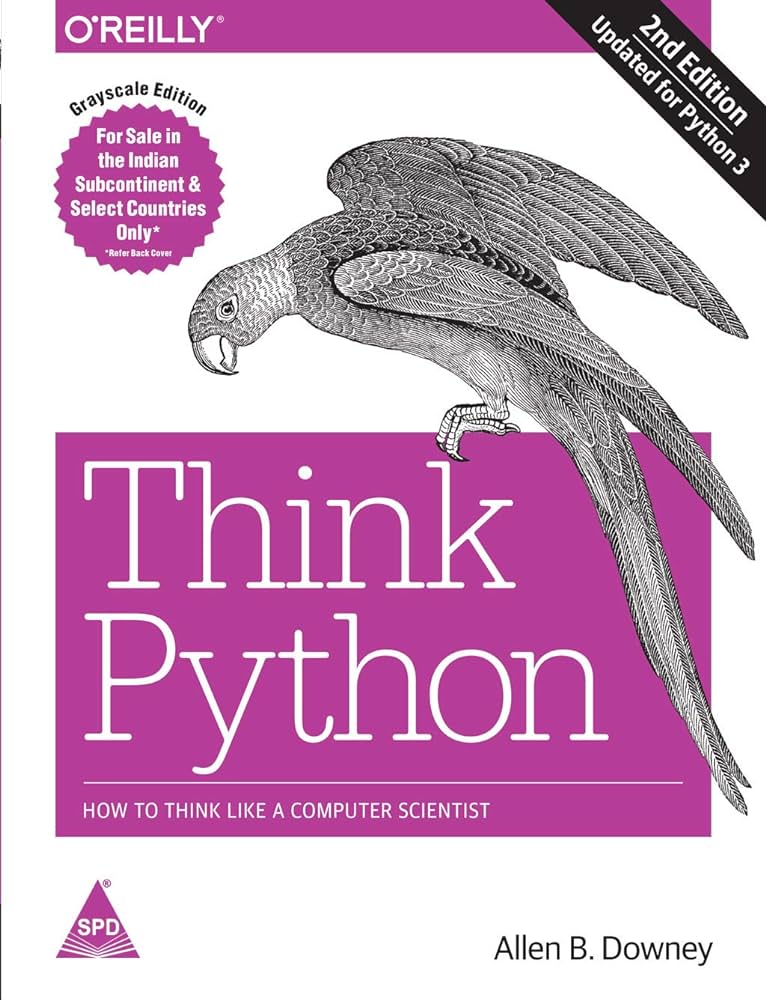 O'REILLY®
2nd Edition
Updated for Python 3
Grayscale Edition
For Sale in
the Indian
Subcontinent &
Select Countries
Only*
*Refer Back Cover
Think
Python
HOW TO THINK LIKE A COMPUTER SCIENTIST
®
SPD
Allen B. Downey